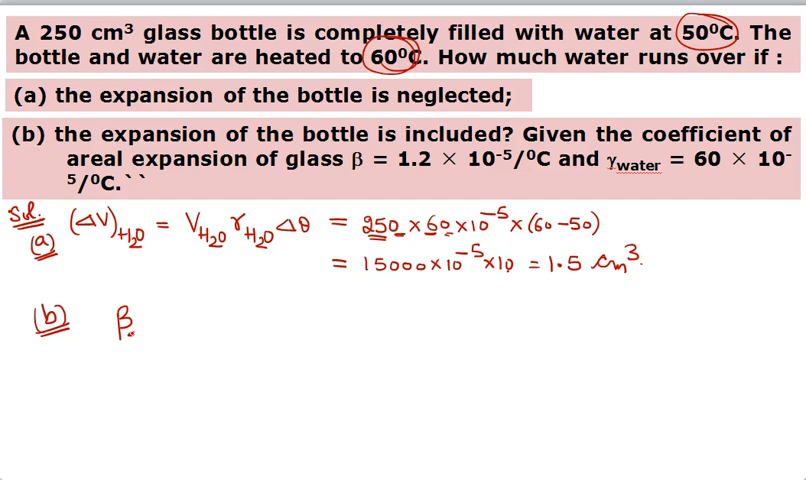 A 250 cm³ glass bottle is completely filled with water at 50⁰C. The
bottle and water are heated to 60⁰C. How much water runs over if :
(a) the expansion of the bottle is neglected;
(b) the expansion of the bottle is included? Given the coefficient of
areal expansion of glass β = 1.2 × 10⁻⁵/⁰C and γwater = 60 × 10⁻
⁵/⁰C.``
Sol. (ΔV)H₂O = VH₂O γH₂O Δθ = 250 × 60 × 10⁻⁵ × (60 – 50)
(a)
= 15000 × 10⁻⁵ × 10 = 1.5 cm³.
(b) β